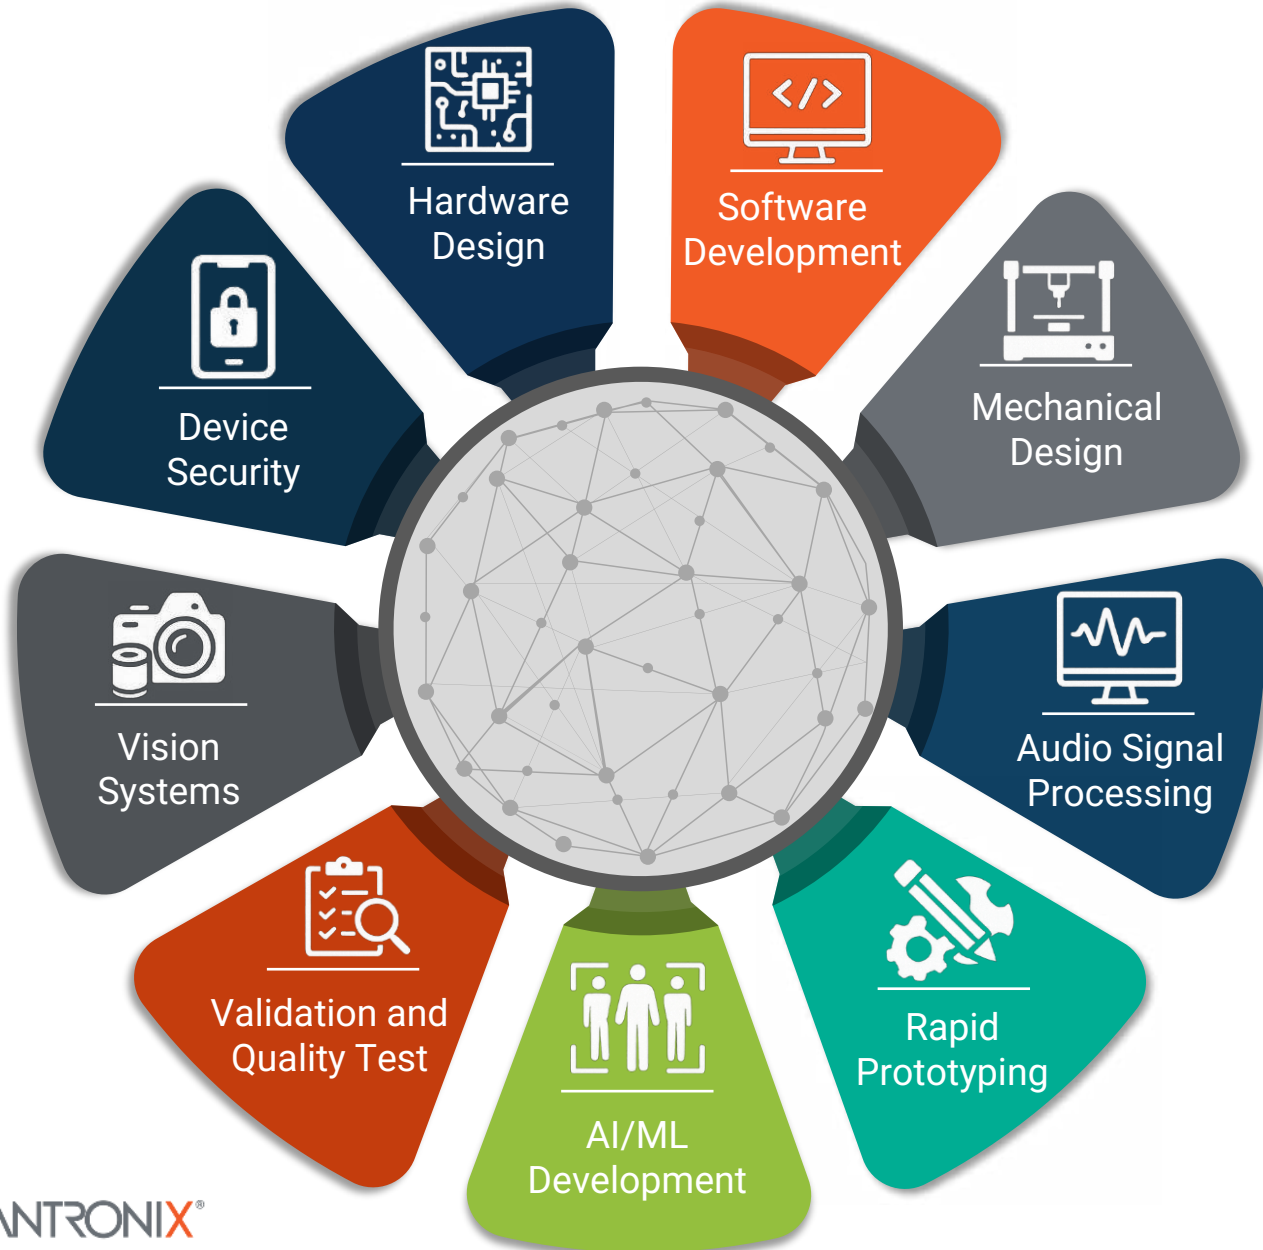 Hardware
Design
Software
Development
Mechanical
Design
Audio Signal
Processing
Rapid
Prototyping
AI/ML
Development
Validation and
Quality Test
Vision
Systems
Device
Security
ANTRONIX®